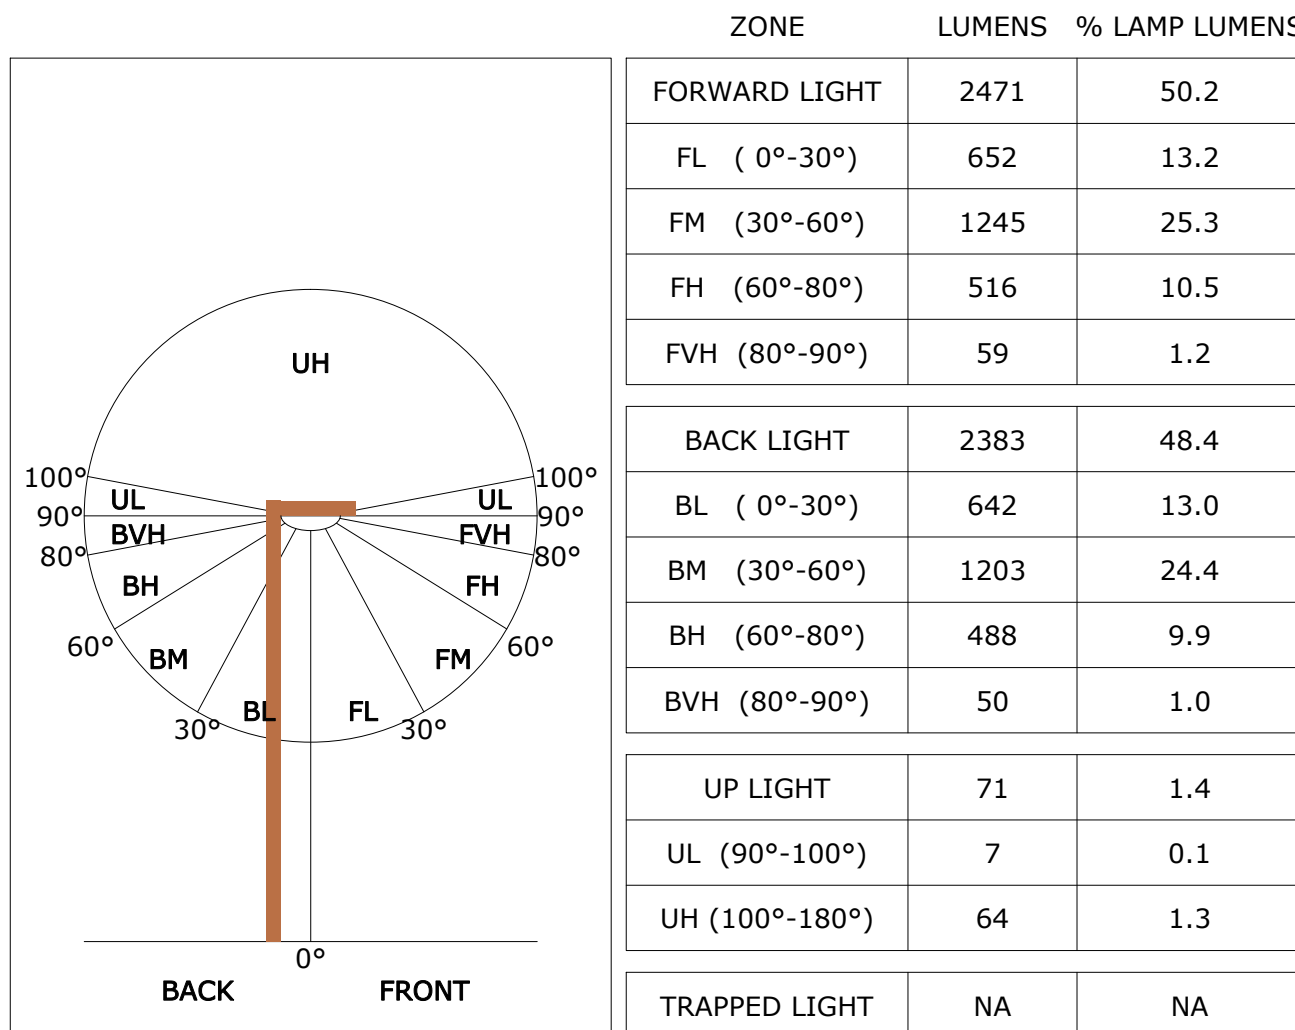 ZONE LUMENS % LAMP LUMENS
FORWARD LIGHT 2471 50.2
FL ( 0°-30°) 652 13.2
FM (30°-60°) 1245 25.3
FH (60°-80°) 516 10.5
FVH (80°-90°) 59 1.2
BACK LIGHT 2383 48.4
BL ( 0°-30°) 642 13.0
BM (30°-60°) 1203 24.4
BH (60°-80°) 488 9.9
BVH (80°-90°) 50 1.0
UP LIGHT 71 1.4
UL (90°-100°) 7 0.1
UH (100°-180°) 64 1.3
TRAPPED LIGHT NA NA
UH
100° 100°
UL UL
90° 90°
BVH FVH
80° 80°
BH FH
60° 60°
BM FM
BL FL
30° 30°
0°
BACK FRONT